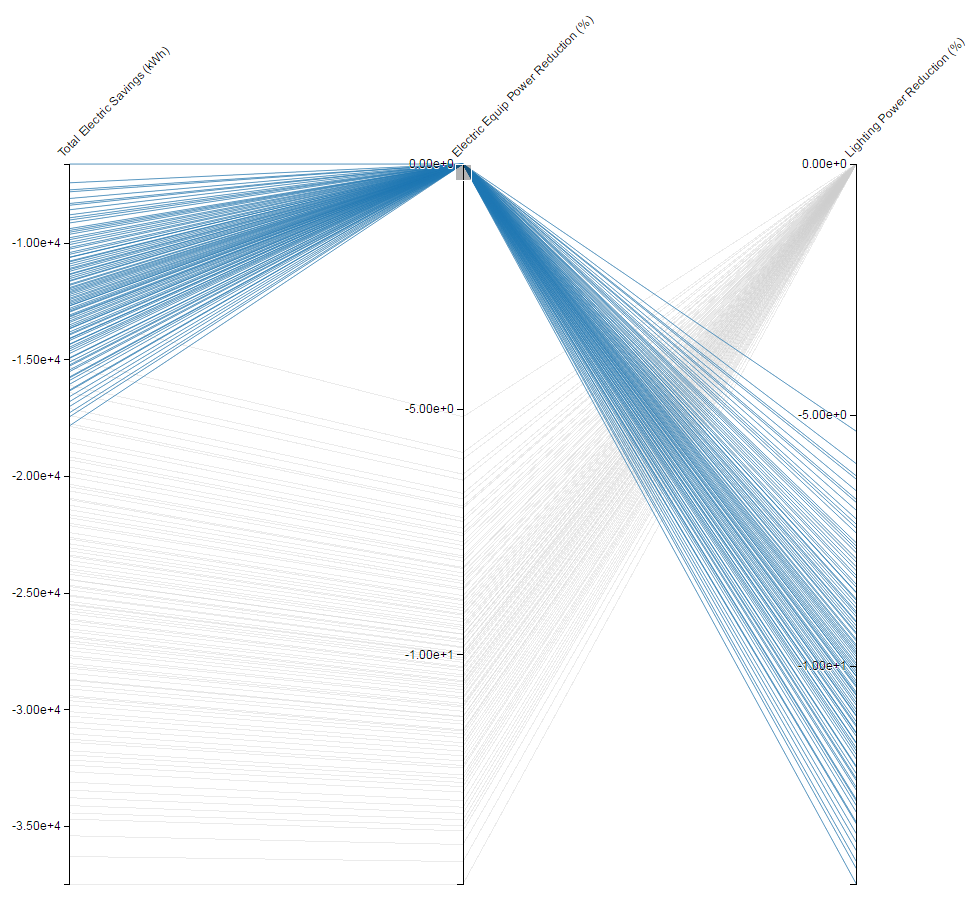 Total Electric Savings (kWh)
Electric Equip Power Reduction (%)
Lighting Power Reduction (%)
-1.00e+4
-1.50e+4
-2.00e+4
-2.50e+4
-3.00e+4
-3.50e+4
0.00e+0
-5.00e+0
-1.00e+1
0.00e+0
-5.00e+0
-1.00e+1